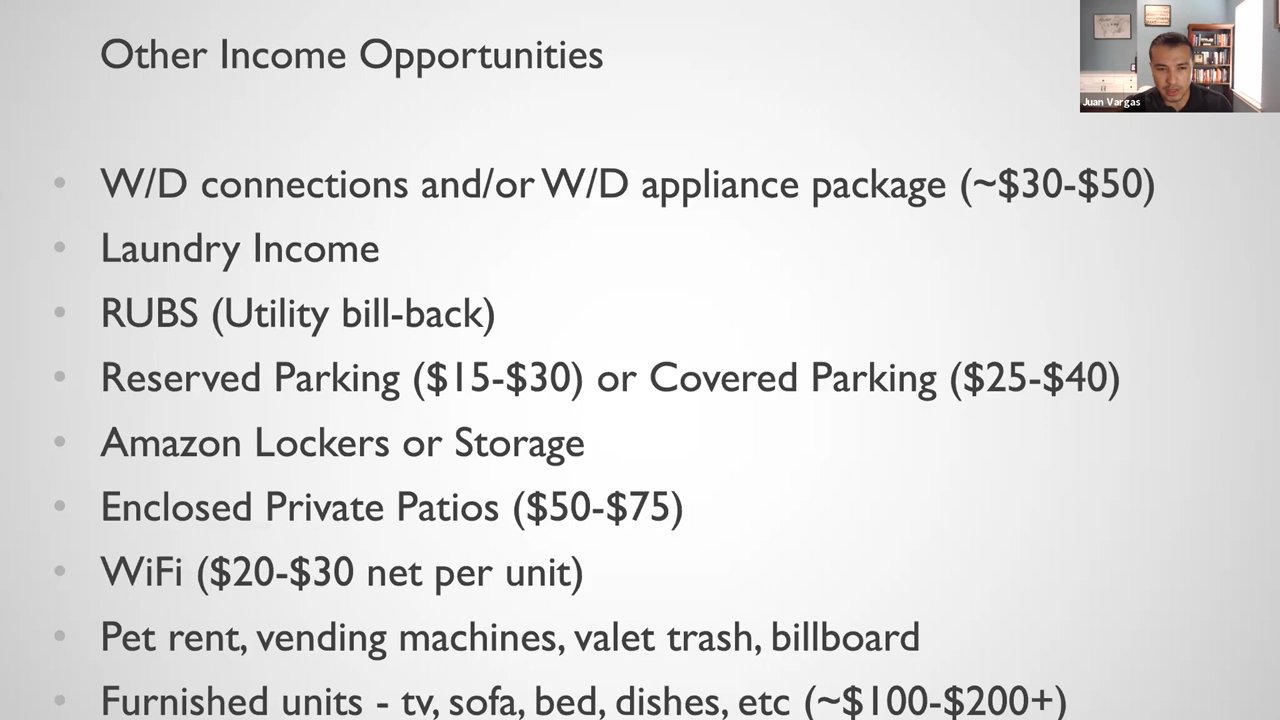 Other Income Opportunities
Juan Vargas
W/D connections and/or W/D appliance package (~$30-$50)
Laundry Income
RUBS (Utility bill-back)
Reserved Parking ($15-$30) or Covered Parking ($25-$40)
Amazon Lockers or Storage
Enclosed Private Patios ($50-$75)
WiFi ($20-$30 net per unit)
Pet rent, vending machines, valet trash, billboard
Furnished units - tv, sofa, bed, dishes, etc (~$100-$200+)